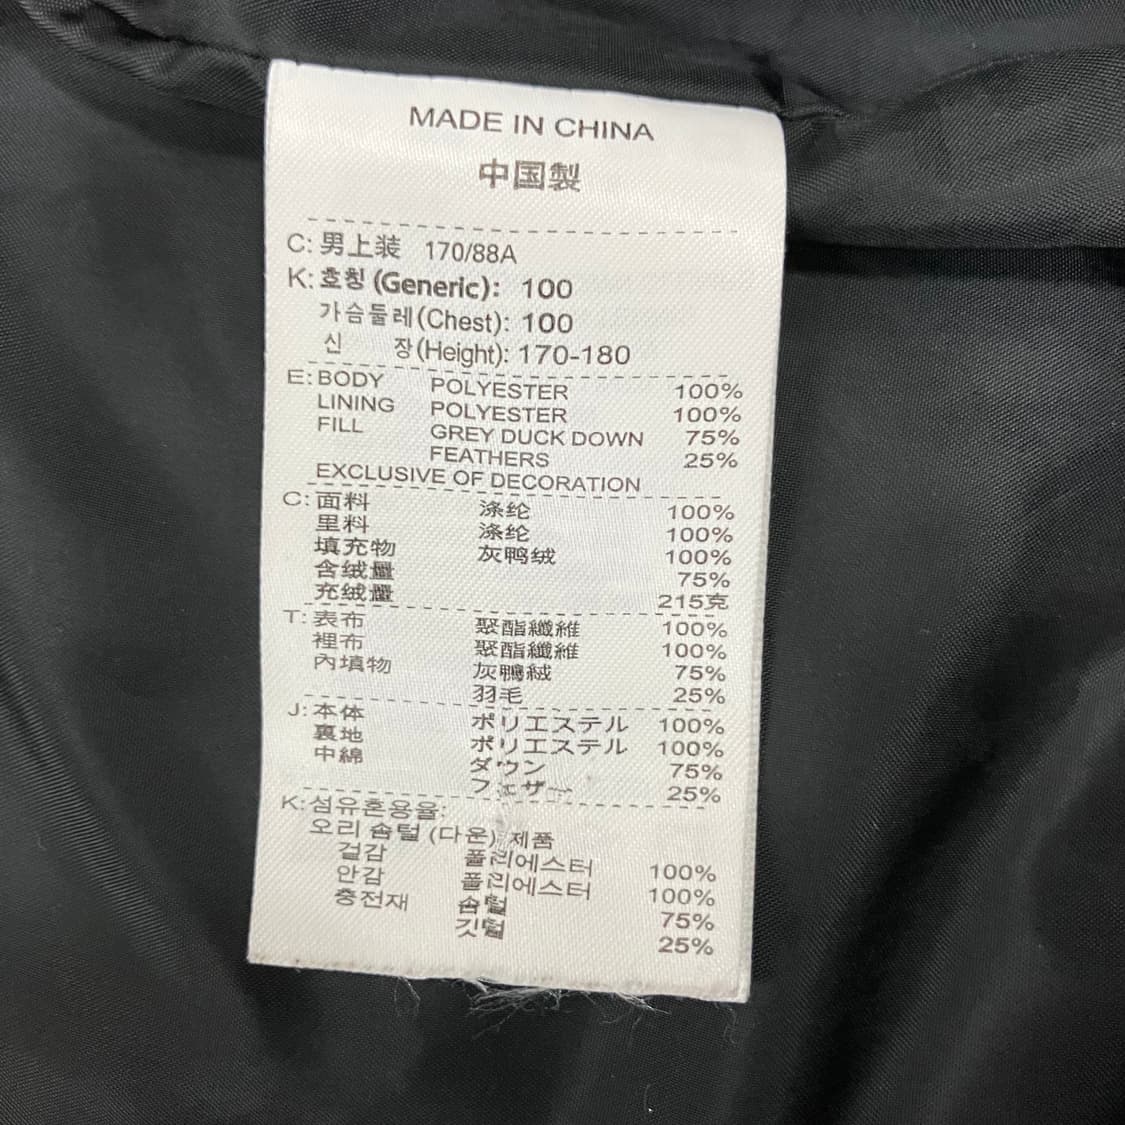 MADE IN CHINA
中国製
C: 男上装 170/88A
K: 호칭 (Generic): 100
가슴둘레(Chest): 100
신 장(Height): 170-180
E: BODY POLYESTER 100%
LINING POLYESTER 100%
FILL GREY DUCK DOWN 75%
FEATHERS 25%
EXCLUSIVE OF DECORATION
C: 面料 涤纶 100%
里料 涤纶 100%
填充物 灰鸭绒 100%
含绒量 75%
充绒量 215克
T: 表布 聚酯纖維 100%
裡布 聚酯纖維 100%
內填物 灰鴨絨 75%
羽毛 25%
J: 本体 ポリエステル 100%
裏地 ポリエステル 100%
中綿 ダウン 75%
フェザー 25%
K: 섬유혼용율:
오리 솜털 (다운) 제품
겉감 폴리에스터 100%
안감 폴리에스터 100%
충전재 솜털 75%
깃털 25%